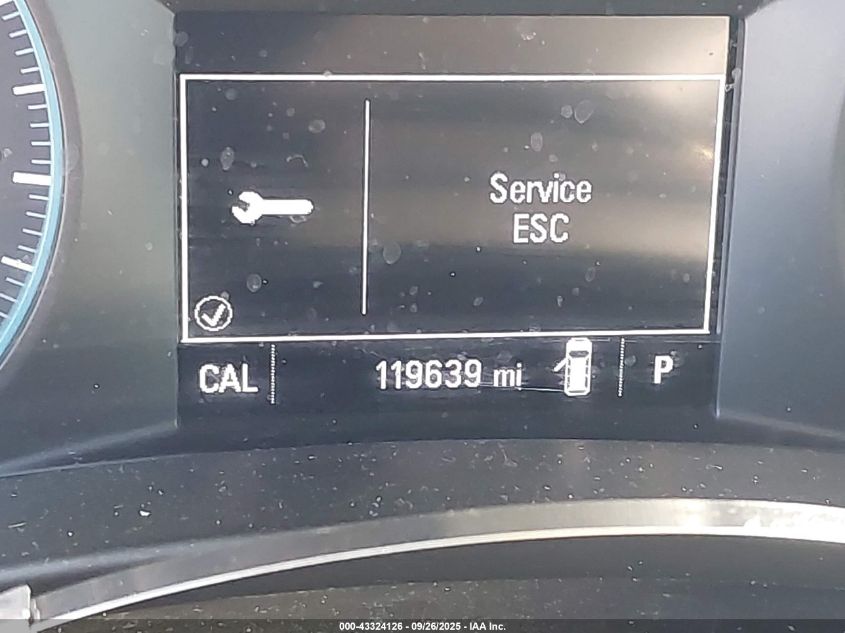 Service
ESC
CAL 119639 mi P
000-43324126 - 09/26/2025 - IAA Inc.